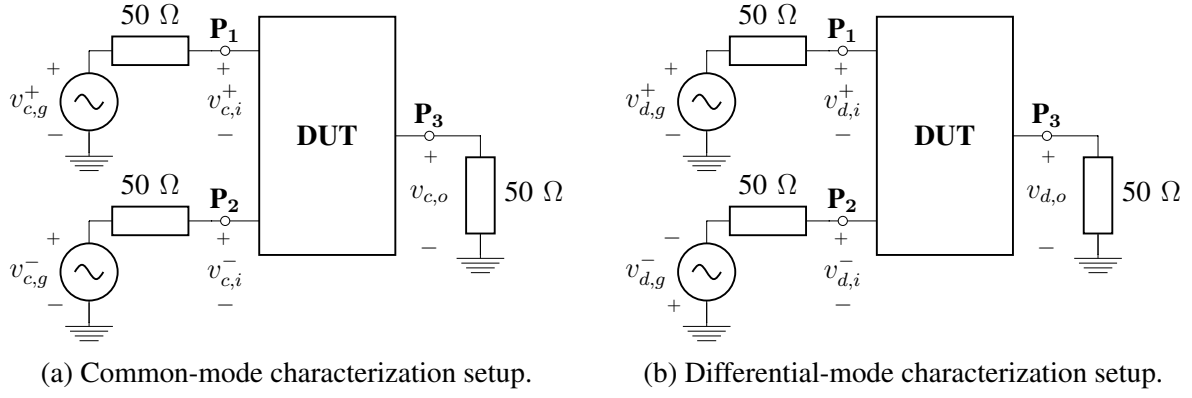 50 Ω
P1
+
+
v+c,g
v+c,i
−
−
DUT
P3
+
vc,o
−
50 Ω
50 Ω
P2
+
+
v−c,g
v−c,i
−
−
(a) Common-mode characterization setup.
50 Ω
P1
+
+
v+d,g
v+d,i
−
−
DUT
P3
+
vd,o
−
50 Ω
50 Ω
P2
−
+
v−d,g
v−d,i
+
−
(b) Differential-mode characterization setup.